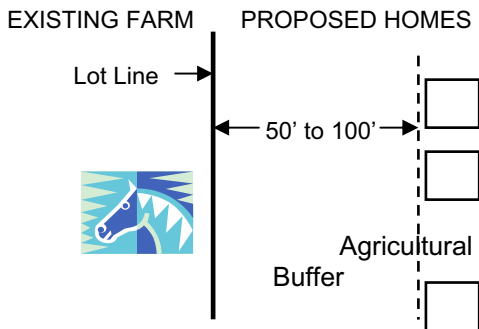 EXISTING FARM
PROPOSED HOMES
Lot Line
50’ to 100’
Agricultural
Buffer